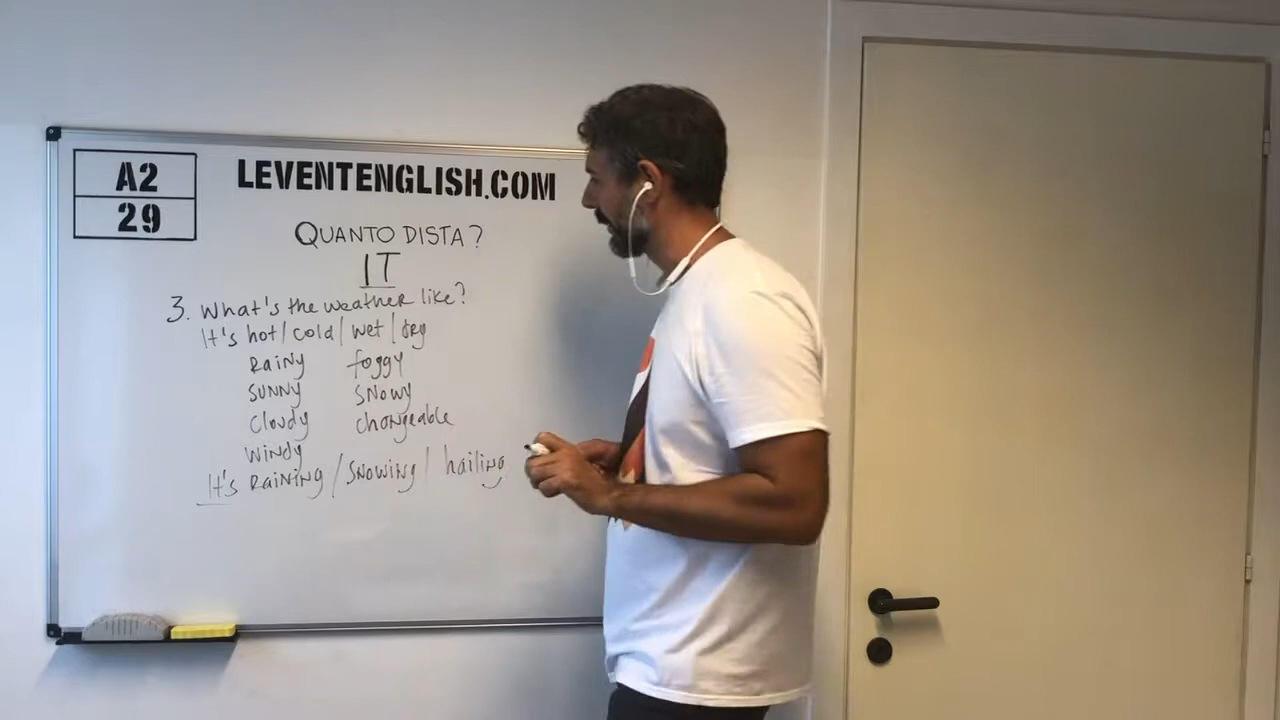 A2
29
LEVENTENGLISH.COM
QUANTO DISTA?
IT
3. What's the weather like?
It's hot/cold/wet/dry
Rainy foggy
sunny snowy
cloudy changeable
windy
It's Raining/snowing/hailing